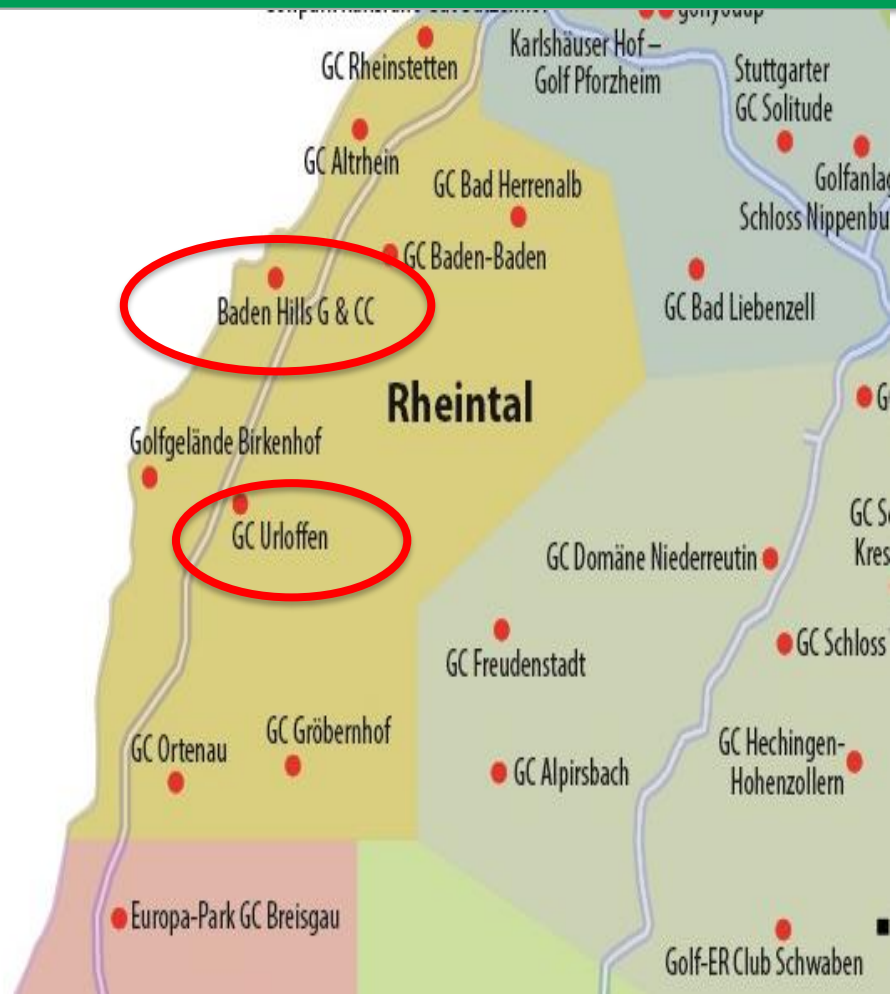 GC Rheinstetten
Karlshäuser Hof –
Golf Pforzheim
Stuttgarter
GC Solitude
GC Altrhein
GC Bad Herrenalb
Schloss
GC Baden-Baden
Baden Hills G & CC
GC Bad Liebenzell
Rheintal
Golfgelände Birkenhof
GC Urloffen
GC
GC Domäne Niederreutin
GC Freudenstadt
GC Schloss
GC Ortenau
GC Gröbernhof
GC Alpirsbach
GC Hechingen-
Hohenzollern
Europa-Park GC Breisgau
Golf-ER Club Schwaben